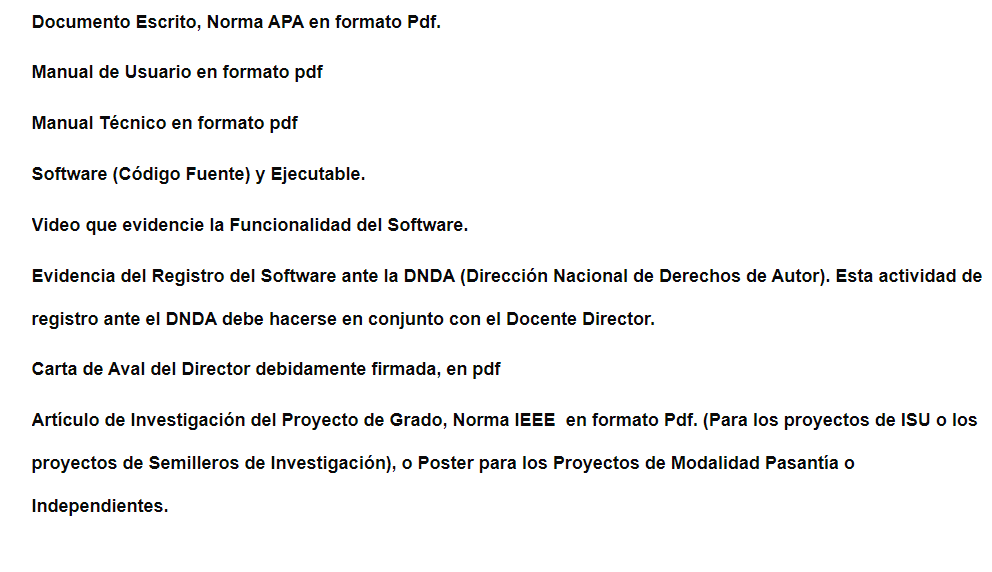 Documento Escrito, Norma APA en formato Pdf.
Manual de Usuario en formato pdf
Manual Técnico en formato pdf
Software (Código Fuente) y Ejecutable.
Video que evidencie la Funcionalidad del Software.
Evidencia del Registro del Software ante la DNDA (Dirección Nacional de Derechos de Autor). Esta actividad de
registro ante el DNDA debe hacerse en conjunto con el Docente Director.
Carta de Aval del Director debidamente firmada, en pdf
Artículo de Investigación del Proyecto de Grado, Norma IEEE  en formato Pdf. (Para los proyectos de ISU o los
proyectos de Semilleros de Investigación), o Poster para los Proyectos de Modalidad Pasantía o
Independientes.